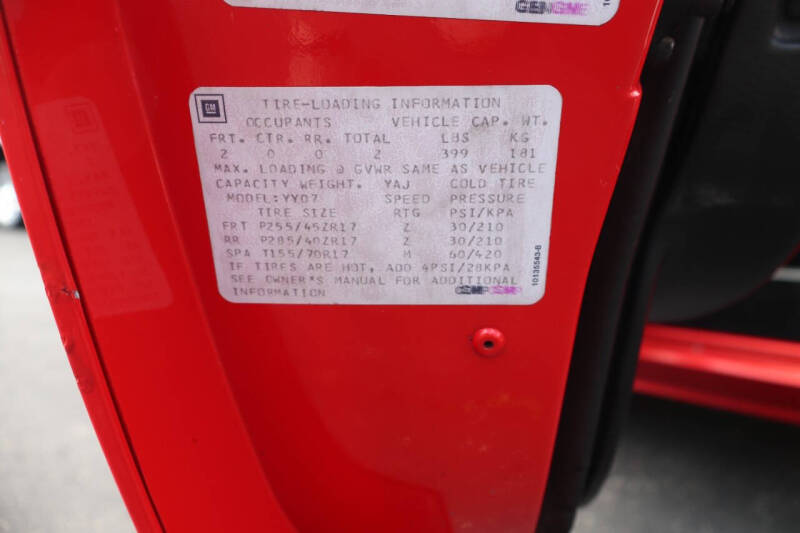 GENGNE
GM
TIRE-LOADING INFORMATION
OCCUPANTS VEHICLE CAP. WT.
FRT. CTR. RR. TOTAL LBS KG
2 0 0 2 399 181
MAX. LOADING @ GVWR SAME AS VEHICLE
CAPACITY WEIGHT. YAJ COLD TIRE
MODEL:YY07 SPEED PRESSURE
TIRE SIZE RTG PSI/KPA
FRT P255/45ZR17 Z 30/210
RR P285/40ZR17 Z 30/210
SPA T155/70R17 M 60/420
IF TIRES ARE HOT, ADD 4PSI/28KPA
SEE OWNER*S MANUAL FOR ADDITIONAL
INFORMATION
10135543-B